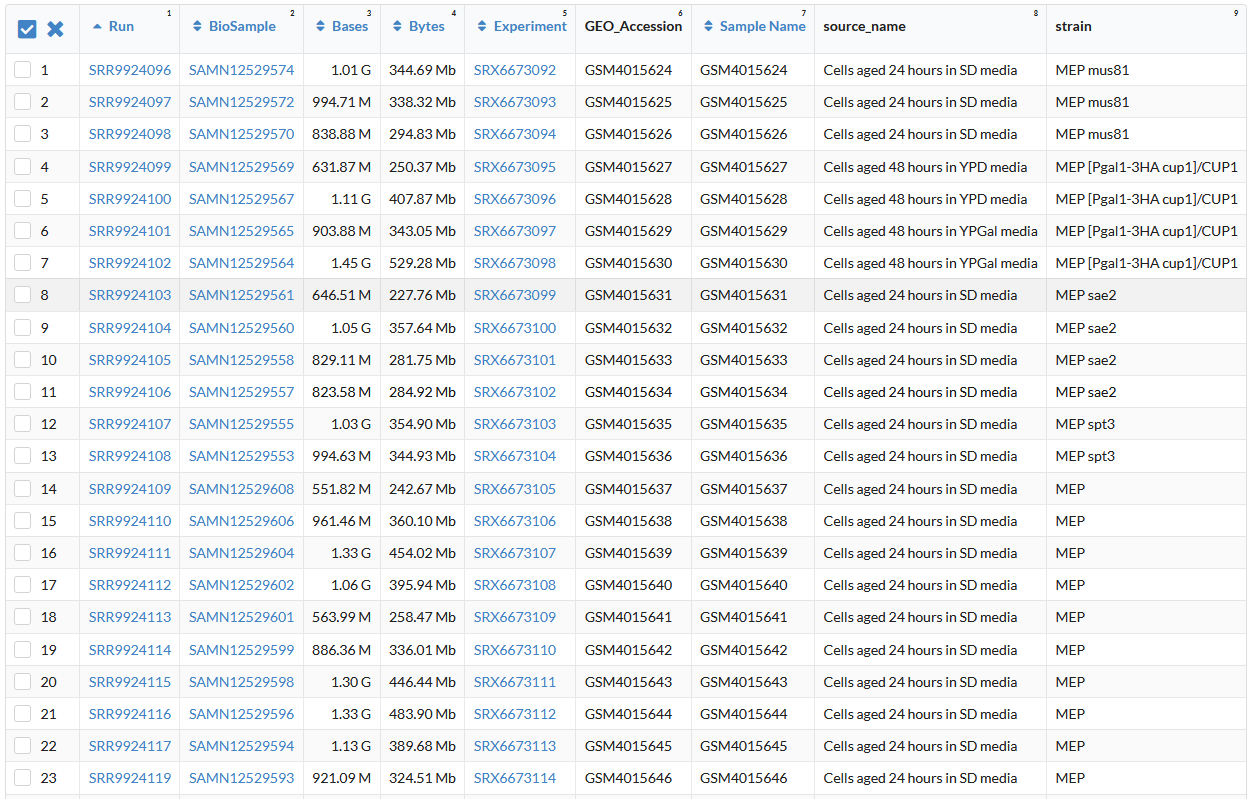 1 2 3 4 5 6 7 8 9
Run BioSample Bases Bytes Experiment GEO_Accession Sample Name source_name strain
1 SRR9924096 SAMN12529574 1.01 G 344.69 Mb SRX6673092 GSM4015624 GSM4015624 Cells aged 24 hours in SD media MEP mus81
2 SRR9924097 SAMN12529572 994.71 M 338.32 Mb SRX6673093 GSM4015625 GSM4015625 Cells aged 24 hours in SD media MEP mus81
3 SRR9924098 SAMN12529570 838.88 M 294.83 Mb SRX6673094 GSM4015626 GSM4015626 Cells aged 24 hours in SD media MEP mus81
4 SRR9924099 SAMN12529569 631.87 M 250.37 Mb SRX6673095 GSM4015627 GSM4015627 Cells aged 48 hours in YPD media MEP [Pgal1-3HA cup1]/CUP1
5 SRR9924100 SAMN12529567 1.11 G 407.87 Mb SRX6673096 GSM4015628 GSM4015628 Cells aged 48 hours in YPD media MEP [Pgal1-3HA cup1]/CUP1
6 SRR9924101 SAMN12529565 903.88 M 343.05 Mb SRX6673097 GSM4015629 GSM4015629 Cells aged 48 hours in YPGal media MEP [Pgal1-3HA cup1]/CUP1
7 SRR9924102 SAMN12529564 1.45 G 529.28 Mb SRX6673098 GSM4015630 GSM4015630 Cells aged 48 hours in YPGal media MEP [Pgal1-3HA cup1]/CUP1
8 SRR9924103 SAMN12529561 646.51 M 227.76 Mb SRX6673099 GSM4015631 GSM4015631 Cells aged 24 hours in SD media MEP sae2
9 SRR9924104 SAMN12529560 1.05 G 357.64 Mb SRX6673100 GSM4015632 GSM4015632 Cells aged 24 hours in SD media MEP sae2
10 SRR9924105 SAMN12529558 829.11 M 281.75 Mb SRX6673101 GSM4015633 GSM4015633 Cells aged 24 hours in SD media MEP sae2
11 SRR9924106 SAMN12529557 823.58 M 284.92 Mb SRX6673102 GSM4015634 GSM4015634 Cells aged 24 hours in SD media MEP sae2
12 SRR9924107 SAMN12529555 1.03 G 354.90 Mb SRX6673103 GSM4015635 GSM4015635 Cells aged 24 hours in SD media MEP spt3
13 SRR9924108 SAMN12529553 994.63 M 344.93 Mb SRX6673104 GSM4015636 GSM4015636 Cells aged 24 hours in SD media MEP spt3
14 SRR9924109 SAMN12529608 551.82 M 242.67 Mb SRX6673105 GSM4015637 GSM4015637 Cells aged 24 hours in SD media MEP
15 SRR9924110 SAMN12529606 961.46 M 360.10 Mb SRX6673106 GSM4015638 GSM4015638 Cells aged 24 hours in SD media MEP
16 SRR9924111 SAMN12529604 1.33 G 454.02 Mb SRX6673107 GSM4015639 GSM4015639 Cells aged 24 hours in SD media MEP
17 SRR9924112 SAMN12529602 1.06 G 395.94 Mb SRX6673108 GSM4015640 GSM4015640 Cells aged 24 hours in SD media MEP
18 SRR9924113 SAMN12529601 563.99 M 258.47 Mb SRX6673109 GSM4015641 GSM4015641 Cells aged 24 hours in SD media MEP
19 SRR9924114 SAMN12529599 886.36 M 336.01 Mb SRX6673110 GSM4015642 GSM4015642 Cells aged 24 hours in SD media MEP
20 SRR9924115 SAMN12529598 1.30 G 446.44 Mb SRX6673111 GSM4015643 GSM4015643 Cells aged 24 hours in SD media MEP
21 SRR9924116 SAMN12529596 1.33 G 483.90 Mb SRX6673112 GSM4015644 GSM4015644 Cells aged 24 hours in SD media MEP
22 SRR9924117 SAMN12529594 1.13 G 389.68 Mb SRX6673113 GSM4015645 GSM4015645 Cells aged 24 hours in SD media MEP
23 SRR9924119 SAMN12529593 921.09 M 324.51 Mb SRX6673114 GSM4015646 GSM4015646 Cells aged 24 hours in SD media MEP